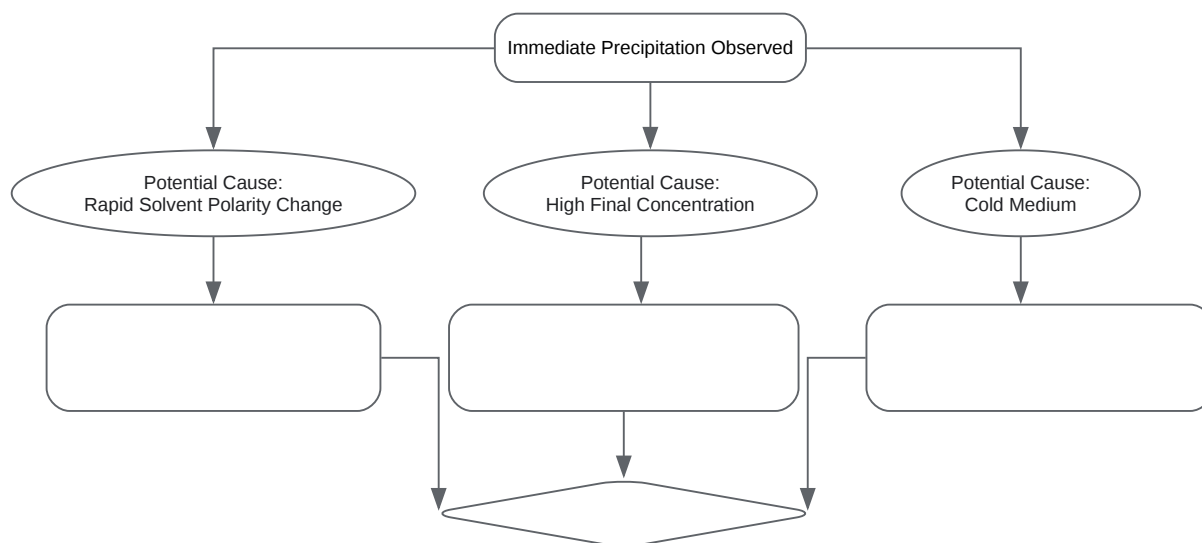 Immediate Precipitation Observed
Potential Cause:
Rapid Solvent Polarity Change
Potential Cause:
High Final Concentration
Potential Cause:
Cold Medium